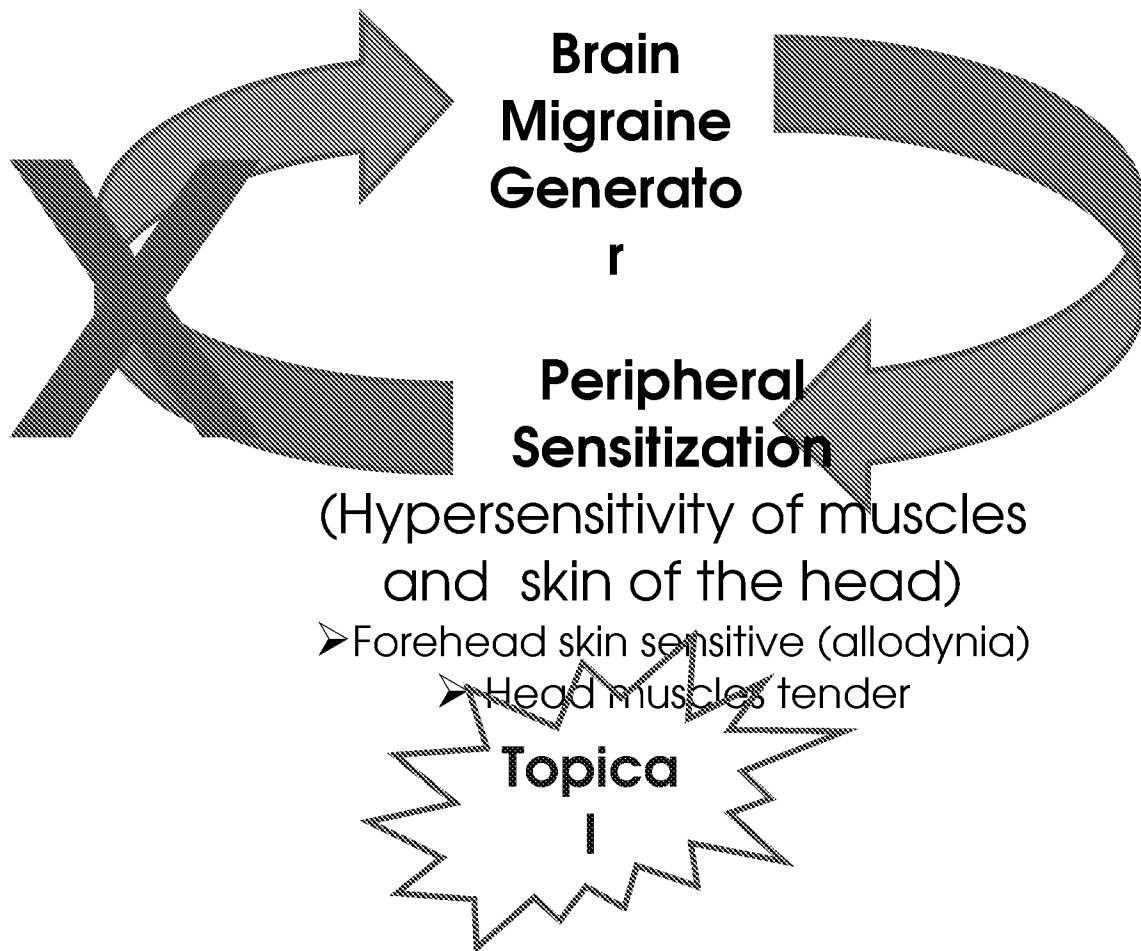 Brain
Migraine
Generato
r
Peripheral
Sensitization
(Hypersensitivity of muscles
and  skin of the head)
➢Forehead skin sensitive (allodynia)
➢ Head muscles tender
Topica
l